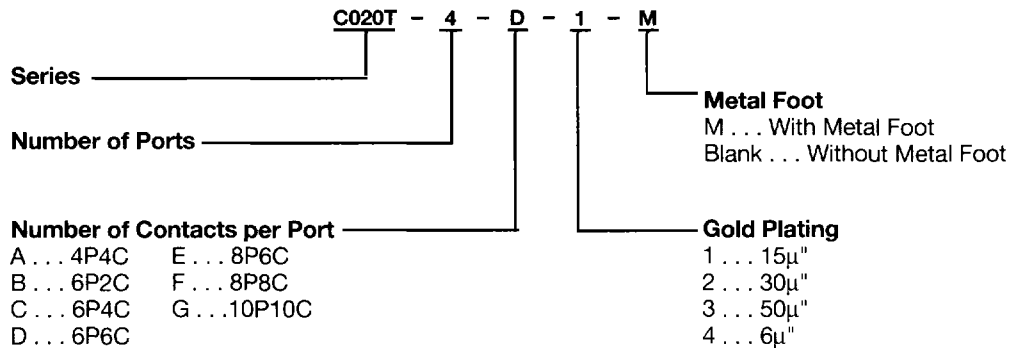 C020T - 4 - D - 1 - M
Series
Number of Ports
Number of Contacts per Port
A . . . 4P4C E . . . 8P6C
B . . . 6P2C F . . . 8P8C
C . . . 6P4C G . . .10P10C
D . . . 6P6C
Metal Foot
M . . . With Metal Foot
Blank . . . Without Metal Foot
Gold Plating
1 . . . 15µ"
2 . . . 30µ"
3 . . . 50µ"
4 . . . 6µ"